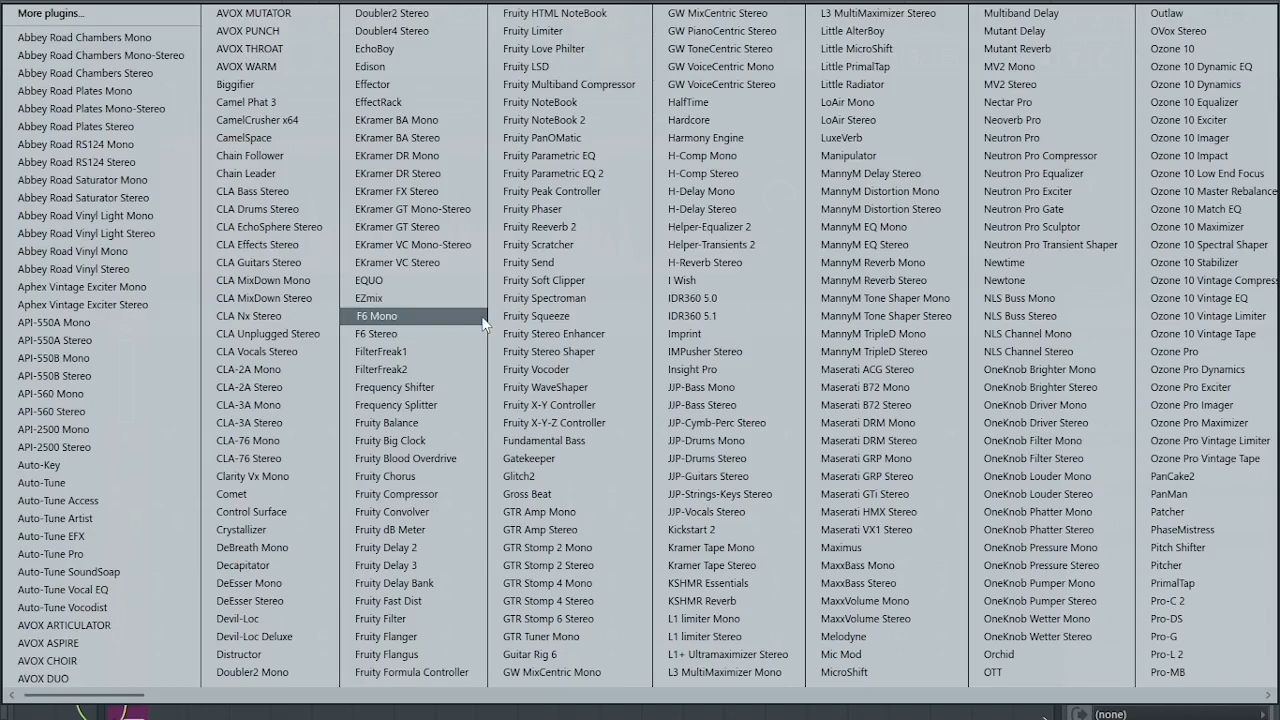 More plugins...
Abbey Road Chambers Mono
Abbey Road Chambers Mono-Stereo
Abbey Road Chambers Stereo
Abbey Road Plates Mono
Abbey Road Plates Mono-Stereo
Abbey Road Plates Stereo
Abbey Road RS124 Mono
Abbey Road RS124 Stereo
Abbey Road Saturator Mono
Abbey Road Saturator Stereo
Abbey Road Vinyl Light Mono
Abbey Road Vinyl Light Stereo
Abbey Road Vinyl Mono
Abbey Road Vinyl Stereo
Aphex Vintage Exciter Mono
Aphex Vintage Exciter Stereo
API-550A Mono
API-550A Stereo
API-550B Mono
API-550B Stereo
API-560 Mono
API-560 Stereo
API-2500 Mono
API-2500 Stereo
Auto-Key
Auto-Tune
Auto-Tune Access
Auto-Tune Artist
Auto-Tune EFX
Auto-Tune Pro
Auto-Tune SoundSoap
Auto-Tune Vocal EQ
Auto-Tune Vocodist
AVOX ARTICULATOR
AVOX ASPIRE
AVOX CHOIR
AVOX DUO
AVOX MUTATOR
AVOX PUNCH
AVOX THROAT
AVOX WARM
Biggifier
Camel Phat 3
CamelCrusher x64
CamelSpace
Chain Follower
Chain Leader
CLA Bass Stereo
CLA Drums Stereo
CLA EchoSphere Stereo
CLA Effects Stereo
CLA Guitars Stereo
CLA MixDown Mono
CLA MixDown Stereo
CLA Nx Stereo
CLA Unplugged Stereo
CLA Vocals Stereo
CLA-2A Mono
CLA-2A Stereo
CLA-3A Mono
CLA-3A Stereo
CLA-76 Mono
CLA-76 Stereo
Clarity Vx Mono
Comet
Control Surface
Crystallizer
DeBreath Mono
Decapitator
DeEsser Mono
DeEsser Stereo
Devil-Loc
Devil-Loc Deluxe
Distructor
Doubler2 Mono
Doubler2 Stereo
Doubler4 Stereo
EchoBoy
Edison
Effector
EffectRack
EKramer BA Mono
EKramer BA Stereo
EKramer DR Mono
EKramer DR Stereo
EKramer FX Stereo
EKramer GT Mono-Stereo
EKramer GT Stereo
EKramer VC Mono-Stereo
EKramer VC Stereo
EQUO
EZmix
F6 Mono
F6 Stereo
FilterFreak1
FilterFreak2
Frequency Shifter
Frequency Splitter
Fruity Balance
Fruity Big Clock
Fruity Blood Overdrive
Fruity Chorus
Fruity Compressor
Fruity Convolver
Fruity dB Meter
Fruity Delay 2
Fruity Delay 3
Fruity Delay Bank
Fruity Fast Dist
Fruity Filter
Fruity Flanger
Fruity Flangus
Fruity Formula Controller
Fruity HTML NoteBook
Fruity Limiter
Fruity Love Philter
Fruity LSD
Fruity Multiband Compressor
Fruity NoteBook
Fruity NoteBook 2
Fruity PanOMatic
Fruity Parametric EQ
Fruity Parametric EQ 2
Fruity Peak Controller
Fruity Phaser
Fruity Reeverb 2
Fruity Scratcher
Fruity Send
Fruity Soft Clipper
Fruity Spectroman
Fruity Squeeze
Fruity Stereo Enhancer
Fruity Stereo Shaper
Fruity Vocoder
Fruity WaveShaper
Fruity X-Y Controller
Fruity X-Y-Z Controller
Fundamental Bass
Gatekeeper
Glitch2
Gross Beat
GTR Amp Mono
GTR Amp Stereo
GTR Stomp 2 Mono
GTR Stomp 2 Stereo
GTR Stomp 4 Mono
GTR Stomp 4 Stereo
GTR Stomp 6 Stereo
GTR Tuner Mono
Guitar Rig 6
GW MixCentric Mono
GW MixCentric Stereo
GW PianoCentric Stereo
GW ToneCentric Stereo
GW VoiceCentric Mono
GW VoiceCentric Stereo
HalfTime
Hardcore
Harmony Engine
H-Comp Mono
H-Comp Stereo
H-Delay Mono
H-Delay Stereo
Helper-Equalizer 2
Helper-Transients 2
H-Reverb Stereo
I Wish
IDR360 5.0
IDR360 5.1
Imprint
IMPusher Stereo
Insight Pro
JJP-Bass Mono
JJP-Bass Stereo
JJP-Cymb-Perc Stereo
JJP-Drums Mono
JJP-Drums Stereo
JJP-Guitars Stereo
JJP-Strings-Keys Stereo
JJP-Vocals Stereo
Kickstart 2
Kramer Tape Mono
Kramer Tape Stereo
KSHMR Essentials
KSHMR Reverb
L1 limiter Mono
L1 limiter Stereo
L1+ Ultramaximizer Stereo
L3 MultiMaximizer Mono
L3 MultiMaximizer Stereo
Little AlterBoy
Little MicroShift
Little PrimalTap
Little Radiator
LoAir Mono
LoAir Stereo
LuxeVerb
Manipulator
MannyM Delay Stereo
MannyM Distortion Mono
MannyM Distortion Stereo
MannyM EQ Mono
MannyM EQ Stereo
MannyM Reverb Mono
MannyM Reverb Stereo
MannyM Tone Shaper Mono
MannyM Tone Shaper Stereo
MannyM TripleD Mono
MannyM TripleD Stereo
Maserati ACG Stereo
Maserati B72 Mono
Maserati B72 Stereo
Maserati DRM Mono
Maserati DRM Stereo
Maserati GRP Mono
Maserati GRP Stereo
Maserati GTi Stereo
Maserati HMX Stereo
Maserati VX1 Stereo
Maximus
MaxxBass Mono
MaxxBass Stereo
MaxxVolume Mono
MaxxVolume Stereo
Melodyne
Mic Mod
MicroShift
Multiband Delay
Mutant Delay
Mutant Reverb
MV2 Mono
MV2 Stereo
Nectar Pro
Neoverb Pro
Neutron Pro
Neutron Pro Compressor
Neutron Pro Equalizer
Neutron Pro Exciter
Neutron Pro Gate
Neutron Pro Sculptor
Neutron Pro Transient Shaper
Newtime
Newtone
NLS Buss Mono
NLS Buss Stereo
NLS Channel Mono
NLS Channel Stereo
OneKnob Brighter Mono
OneKnob Brighter Stereo
OneKnob Driver Mono
OneKnob Driver Stereo
OneKnob Filter Mono
OneKnob Filter Stereo
OneKnob Louder Mono
OneKnob Louder Stereo
OneKnob Phatter Mono
OneKnob Phatter Stereo
OneKnob Pressure Mono
OneKnob Pressure Stereo
OneKnob Pumper Mono
OneKnob Pumper Stereo
OneKnob Wetter Mono
OneKnob Wetter Stereo
Orchid
OTT
Outlaw
OVox Stereo
Ozone 10
Ozone 10 Dynamic EQ
Ozone 10 Dynamics
Ozone 10 Equalizer
Ozone 10 Exciter
Ozone 10 Imager
Ozone 10 Impact
Ozone 10 Low End Focus
Ozone 10 Master Rebalance
Ozone 10 Match EQ
Ozone 10 Maximizer
Ozone 10 Spectral Shaper
Ozone 10 Stabilizer
Ozone 10 Vintage Compress
Ozone 10 Vintage EQ
Ozone 10 Vintage Limiter
Ozone 10 Vintage Tape
Ozone Pro
Ozone Pro Dynamics
Ozone Pro Exciter
Ozone Pro Imager
Ozone Pro Maximizer
Ozone Pro Vintage Limiter
Ozone Pro Vintage Tape
PanCake2
PanMan
Patcher
PhaseMistress
Pitch Shifter
Pitcher
PrimalTap
Pro-C 2
Pro-DS
Pro-G
Pro-L 2
Pro-MB
(none)